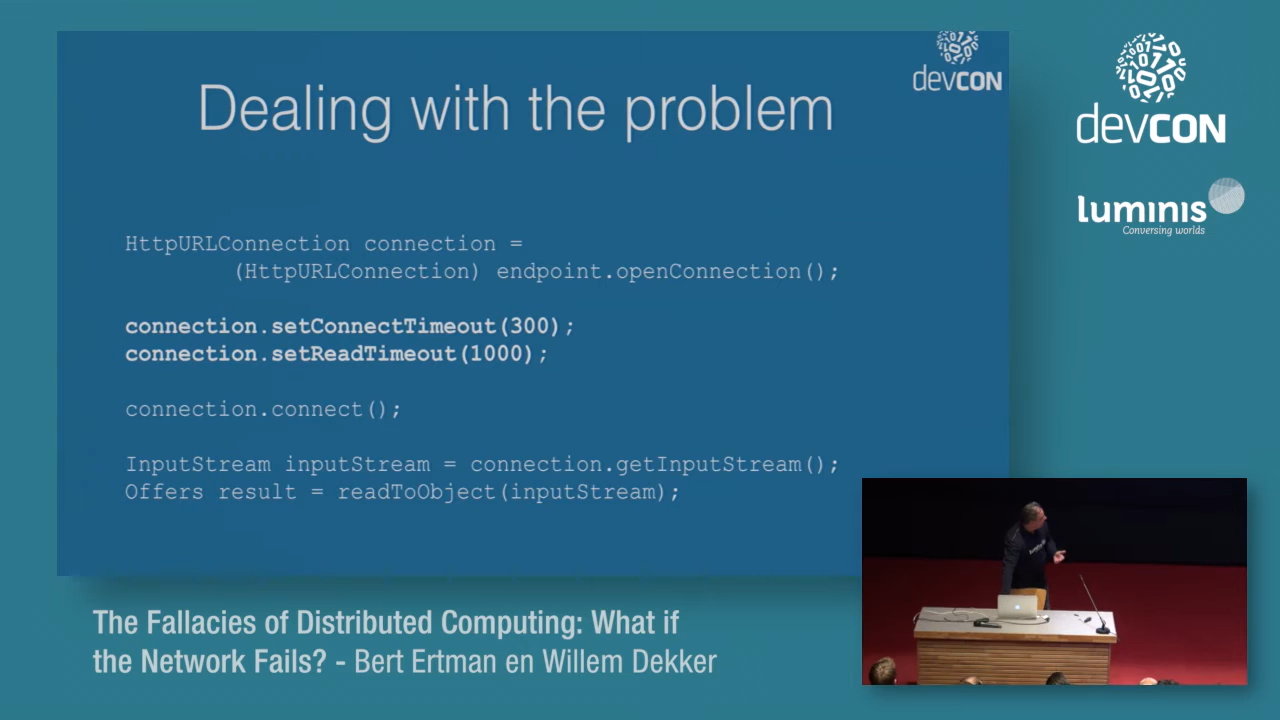 devcon
Dealing with the problem
HttpURLConnection connection =
(HttpURLConnection) endpoint.openConnection();
connection.setConnectTimeout(300);
connection.setReadTimeout(1000);
connection.connect();
InputStream inputStream = connection.getInputStream();
Offers result = readToObject(inputStream);
devcon
luminis
Conversing worlds
The Fallacies of Distributed Computing: What if
the Network Fails? - Bert Ertman en Willem Dekker